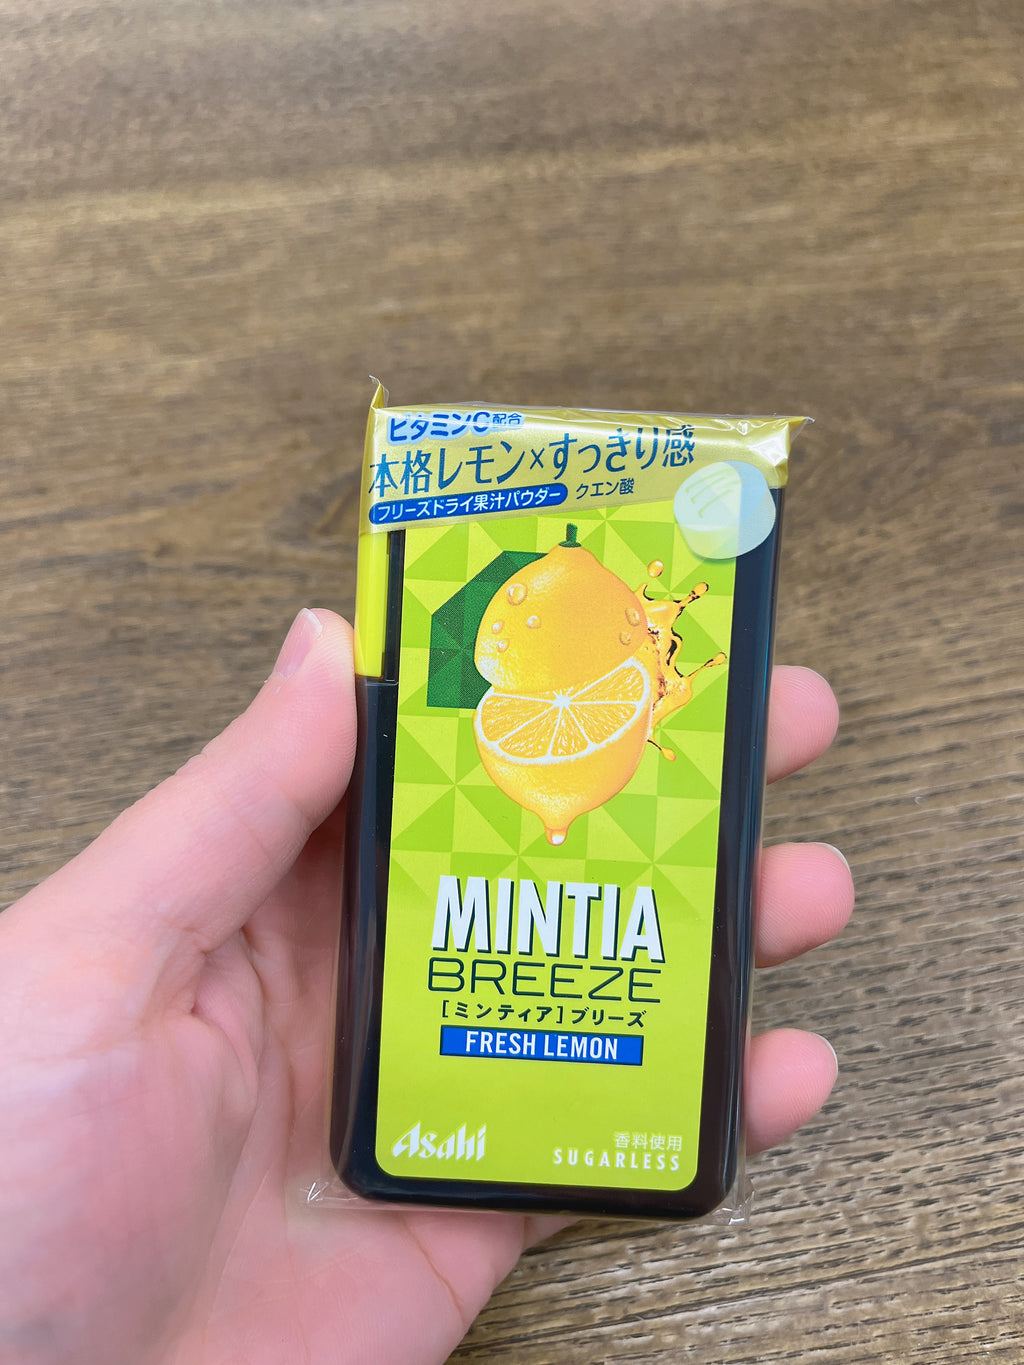 ビタミンC配合
本格レモン×すっきり感
フリーズドライ果汁パウダー クエン酸
MINTIA
BREEZE
[ミンティア]ブリーズ
FRESH LEMON
Asahi
香料使用
SUGARLESS